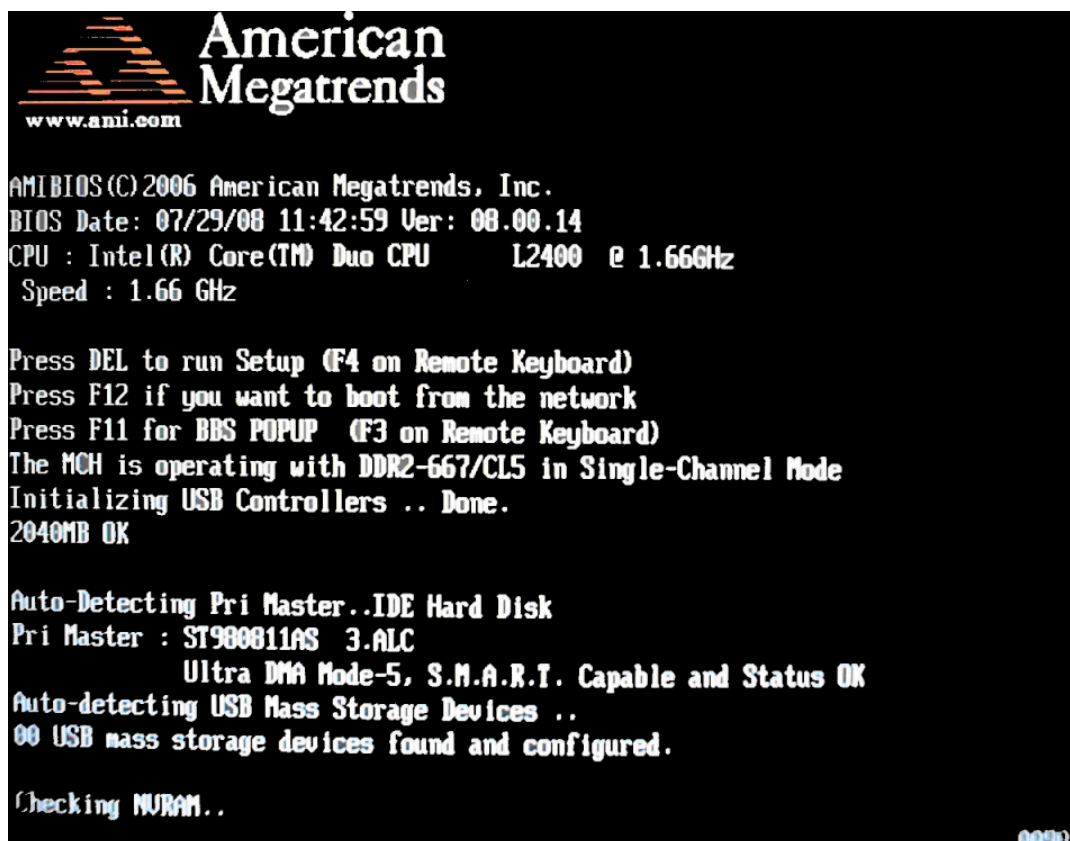 American
Megatrends
www.ami.com
AMIBIOS(C)2006 American Megatrends, Inc.
BIOS Date: 07/29/08 11:42:59 Ver: 08.00.14
CPU : Intel(R) Core(TM) Duo CPU L2400 @ 1.66GHz
Speed : 1.66 GHz
Press DEL to run Setup (F4 on Remote Keyboard)
Press F12 if you want to boot from the network
Press F11 for BBS POPUP (F3 on Remote Keyboard)
The MCH is operating with DDR2-667/CL5 in Single-Channel Mode
Initializing USB Controllers .. Done.
2040MB OK
Auto-Detecting Pri Master..IDE Hard Disk
Pri Master : ST980811AS 3.ALC
Ultra DMA Mode-5, S.M.A.R.T. Capable and Status OK
Auto-detecting USB Mass Storage Devices ..
00 USB mass storage devices found and configured.
Checking NVRAM..